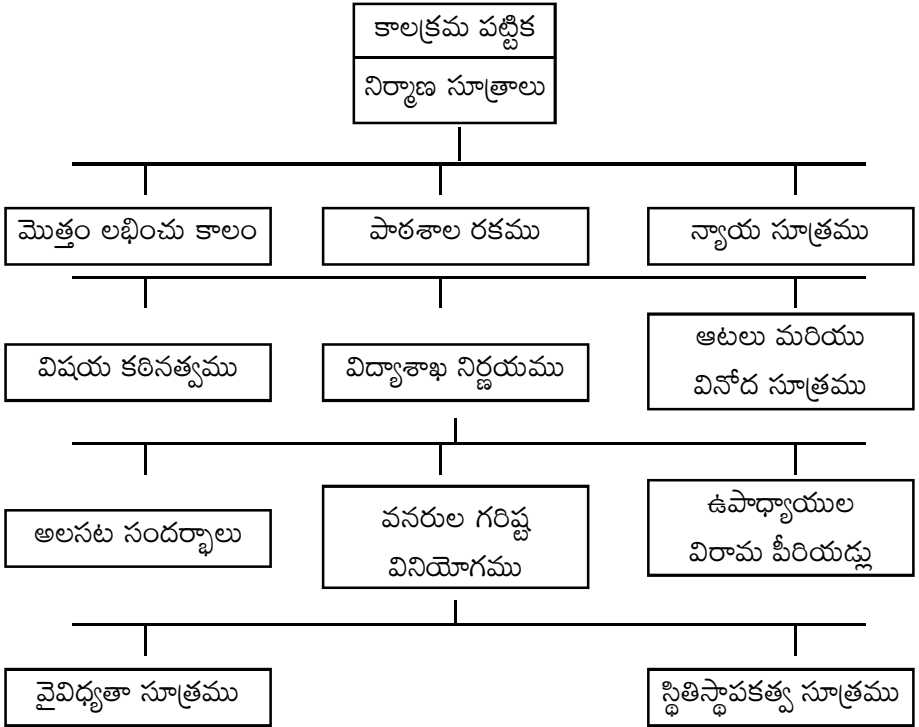 కాలక్రమ పట్టిక
నిర్మాణ సూత్రాలు
మొత్తం లభించు కాలం
పాఠశాల రకము
న్యాయ సూత్రము
విషయ కఠినత్వము
విద్యాశాఖ నిర్ణయము
ఆటలు మరియు
వినోద సూత్రము
అలసట సందర్భాలు
వనరుల గరిష్ట
వినియోగము
ఉపాధ్యాయుల
విరామ పీరియడ్లు
వైవిధ్యతా సూత్రము
స్థితిస్థాపకత్వ సూత్రము